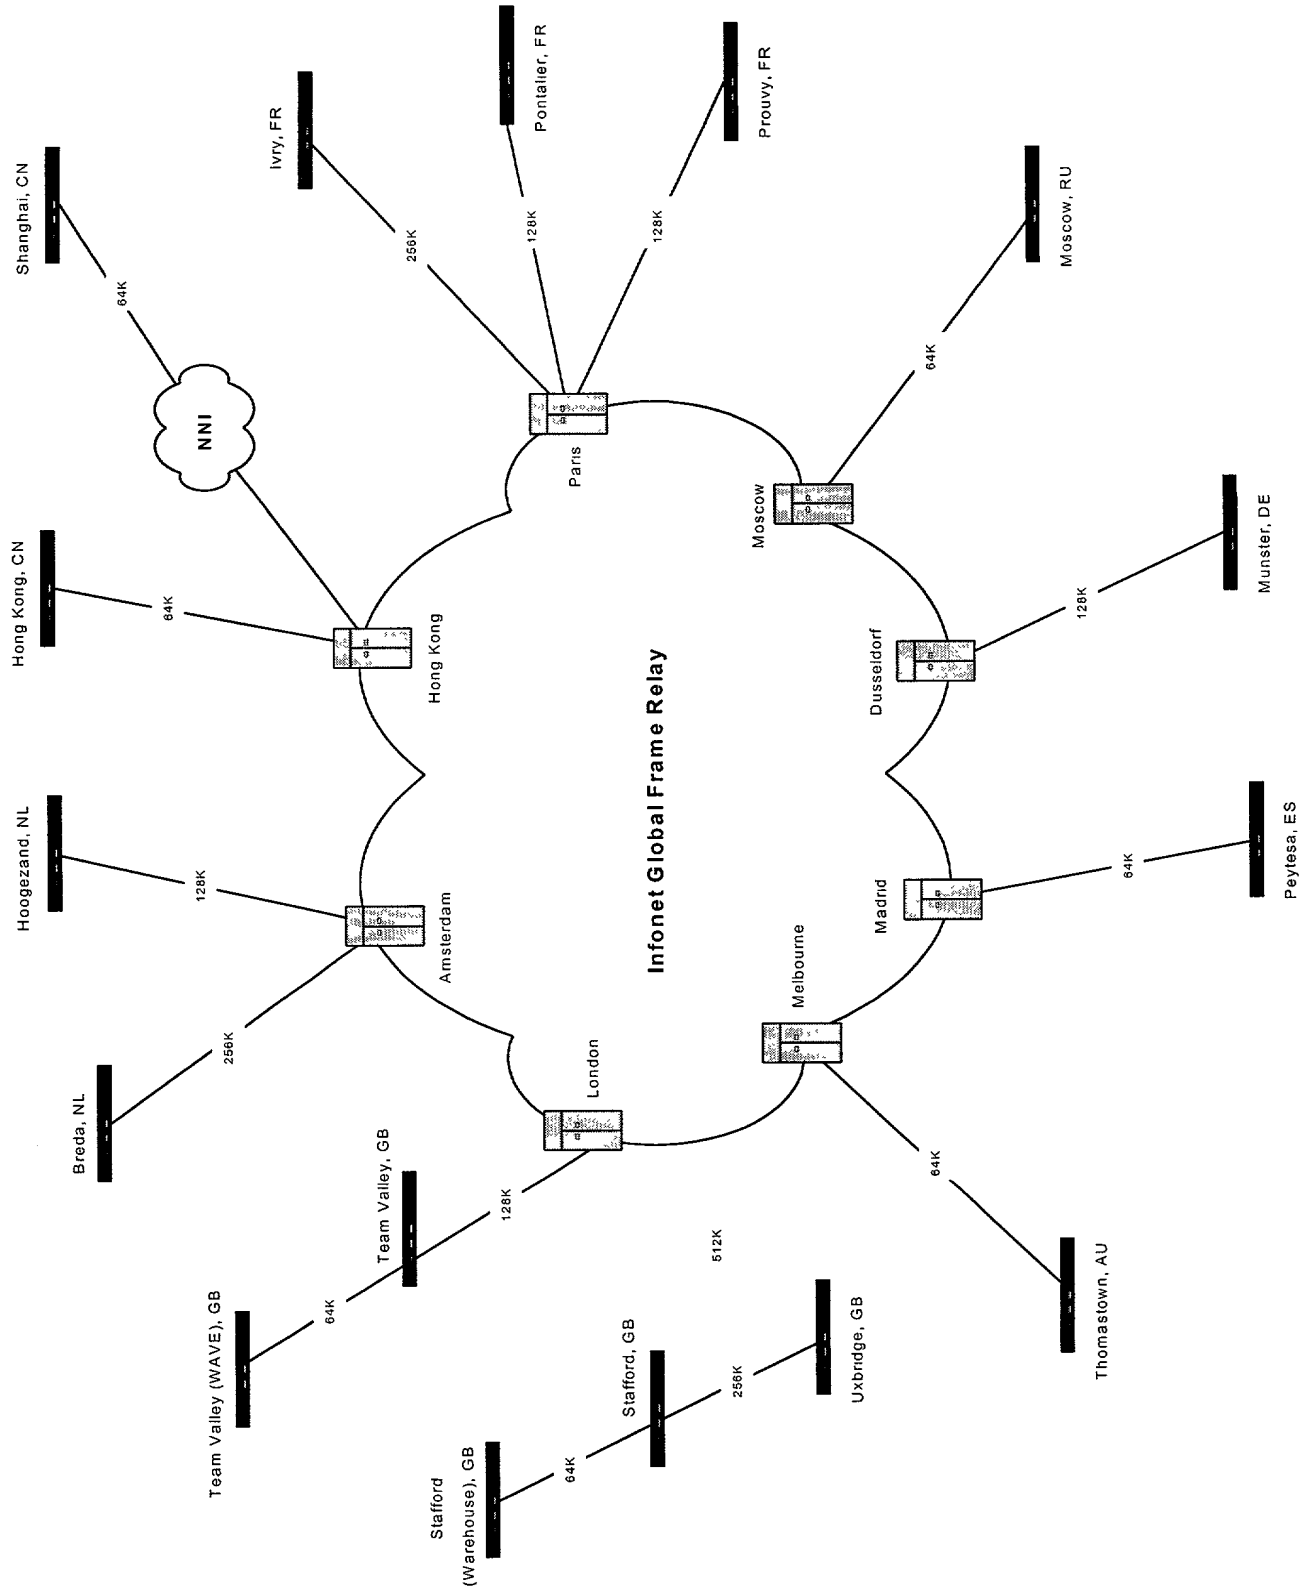 Stafford
(Warehouse), GB
64K
Stafford, GB
256K
Uxbridge, GB
512K
Team Valley (WAVE), GB
64K
Team Valley, GB
128K
London
Breda, NL
256K
Hoogezand, NL
128K
Amsterdam
Hong Kong, CN
64K
Hong Kong
Shanghai, CN
64K
NNI
Ivry, FR
256K
Pontalier, FR
128K
Prouvy, FR
128K
Paris
Infonet Global Frame Relay
Moscow
64K
Moscow, RU
Dusseldorf
128K
Munster, DE
Madrid
64K
Peytesa, ES
Melbourne
64K
Thomastown, AU